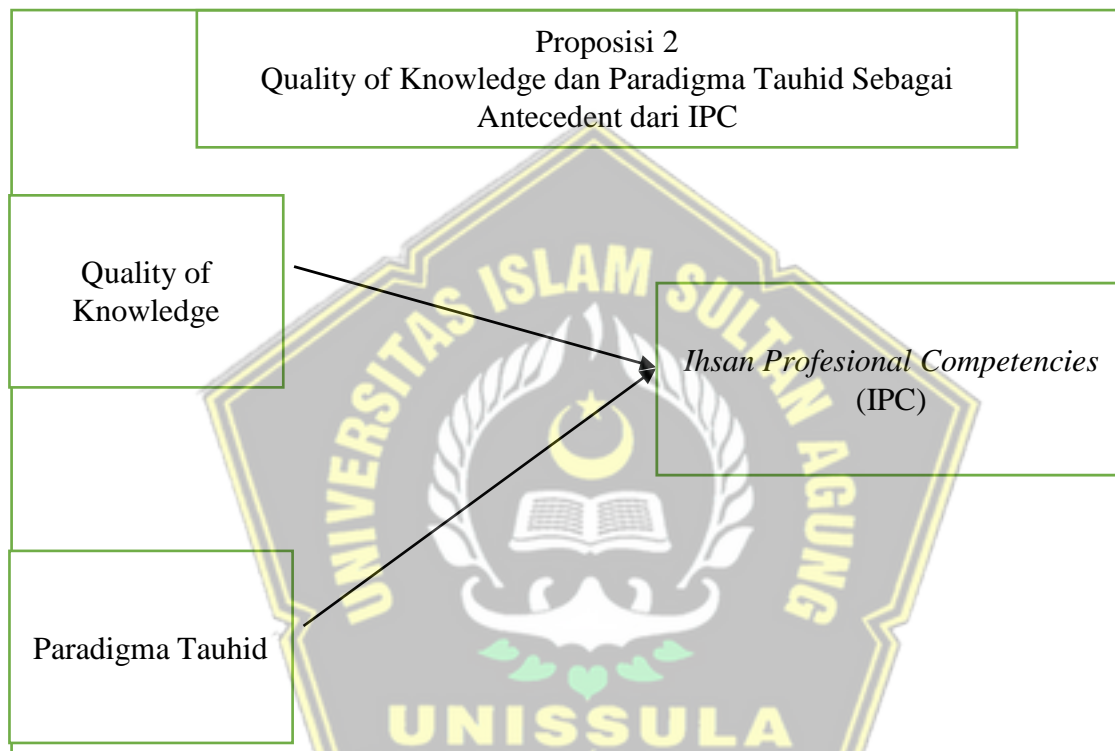 Proposisi 2
Quality of Knowledge dan Paradigma Tauhid Sebagai
Antecedent dari IPC
Quality of
Knowledge
Ihsan Profesional Competencies
(IPC)
Paradigma Tauhid
UNIVERSITAS ISLAM SULTAN AGUNG
UNISSULA